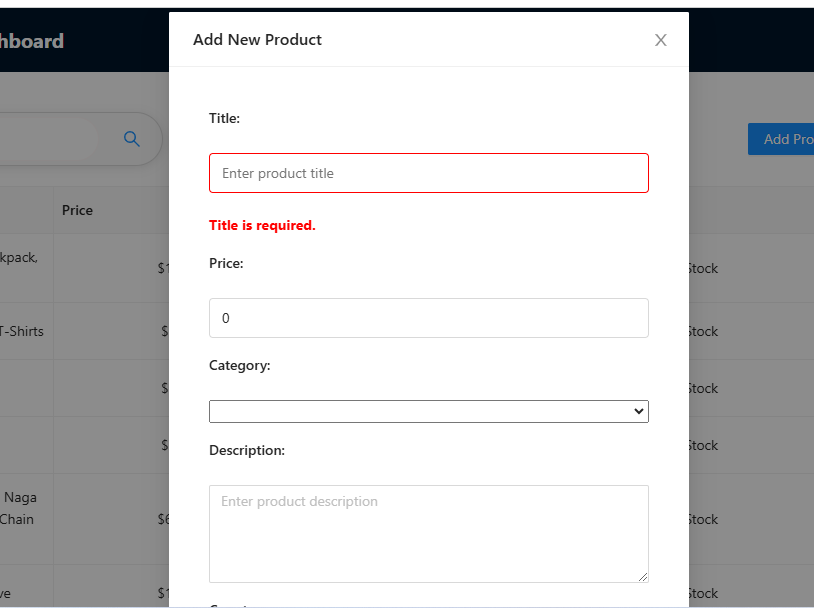 hboard
Add New Product
Title:
Add Pro
Enter product title
Price
Title is required.
kpack,
Price:
$1
Stock
0
T-Shirts
$
Stock
Category:
$
Stock
$
Stock
Description:
Naga
Enter product description
Chain
$6
Stock
ve
$1
Stock